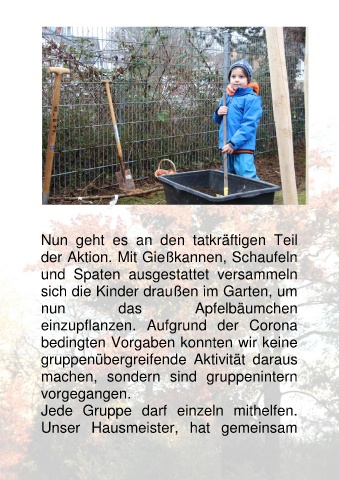 Nun geht es an den tatkräftigen Teil
der Aktion. Mit Gießkannen, Schaufeln
und Spaten ausgestattet versammeln
sich die Kinder draußen im Garten, um
nun das Apfelbäumchen
einzupflanzen. Aufgrund der Corona
bedingten Vorgaben konnten wir keine
gruppenübergreifende Aktivität daraus
machen, sondern sind gruppenintern
vorgegangen.
Jede Gruppe darf einzeln mithelfen.
Unser Hausmeister, hat gemeinsam